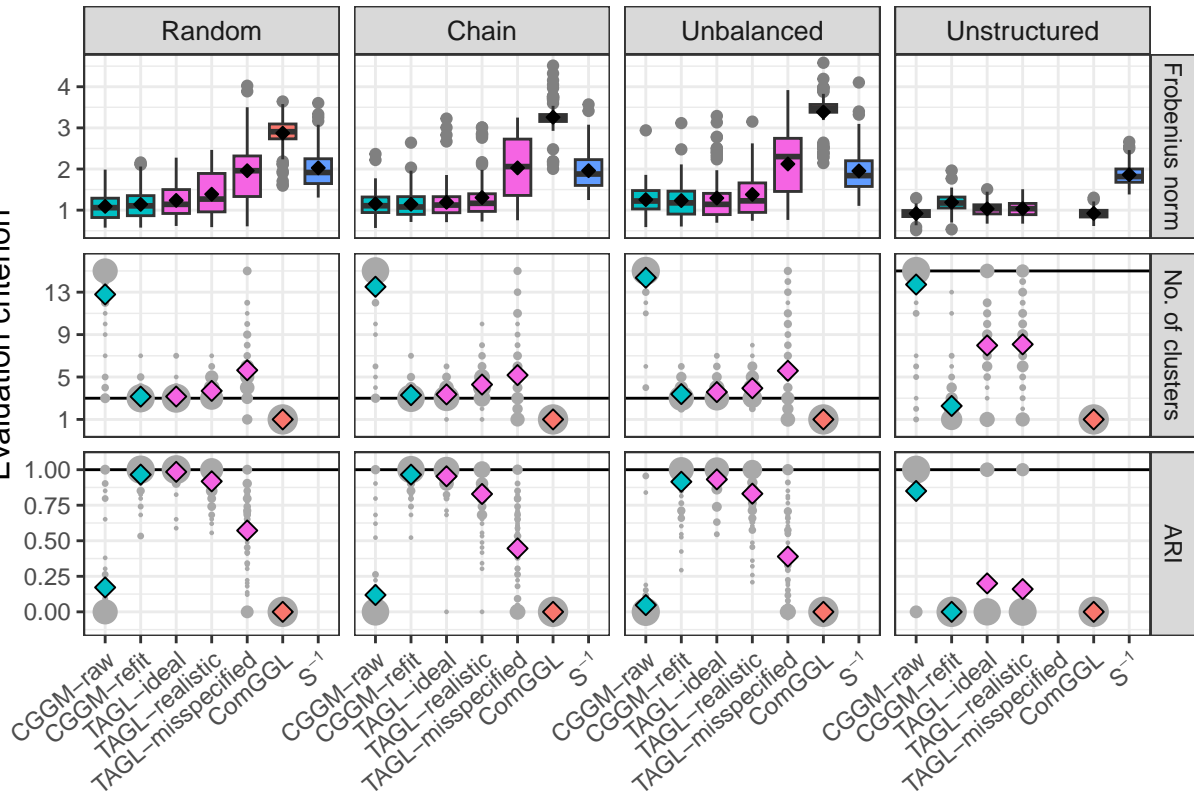 Random Chain Unbalanced Unstructured
Evaluation criterion
4
3
2
1
Frobenius norm
13
9
5
1
No. of clusters
1.00
0.75
0.50
0.25
0.00
ARI
CGGM−raw
CGGM−refit
TAGL−ideal
TAGL−realistic
TAGL−misspecified
ComGGL
S⁻¹
CGGM−raw
CGGM−refit
TAGL−ideal
TAGL−realistic
TAGL−misspecified
ComGGL
S⁻¹
CGGM−raw
CGGM−refit
TAGL−ideal
TAGL−realistic
TAGL−misspecified
ComGGL
S⁻¹
CGGM−raw
CGGM−refit
TAGL−ideal
TAGL−realistic
TAGL−misspecified
ComGGL
S⁻¹